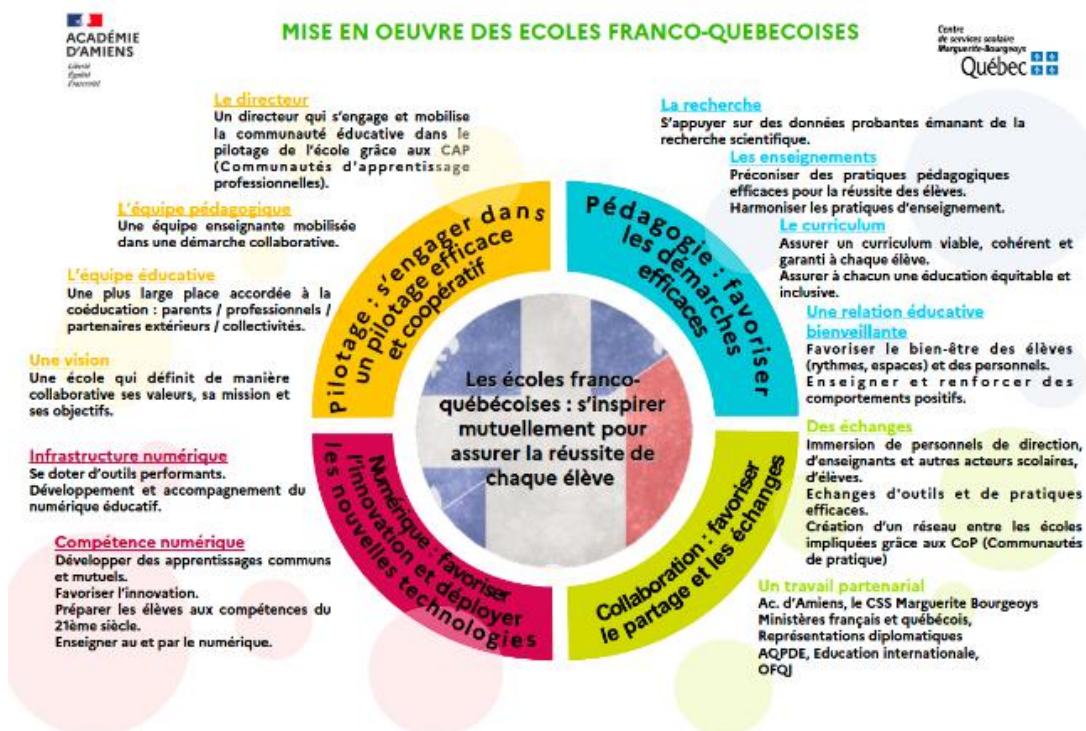 ACADÉMIE
D'AMIENS
Liberté
Égalité
Fraternité
MISE EN OEUVRE DES ECOLES FRANCO-QUEBECOISES
Centre
de services scolaire
Marguerite-Bourgeoys
Québec
Le directeur
Un directeur qui s'engage et mobilise
la communauté éducative dans le
pilotage de l'école grâce aux CAP
(Communautés d'apprentissage
professionnelles).
L'équipe pédagogique
Une équipe enseignante mobilisée
dans une démarche collaborative.
L'équipe éducative
Une plus large place accordée à la
coéducation : parents / professionnels /
partenaires extérieurs / collectivités.
Une vision
Une école qui définit de manière
collaborative ses valeurs, sa mission et
ses objectifs.
Infrastructure numérique
Se doter d'outils performants.
Développement et accompagnement du
numérique éducatif.
Compétence numérique
Développer des apprentissages communs
et mutuels.
Favoriser l'innovation.
Préparer les élèves aux compétences du
21ème siècle.
Enseigner au et par le numérique.
Pilotage : s'engager dans
un pilotage efficace
et coopératif
Pédagogie : favoriser
les démarches
efficaces
Les écoles franco-
québécoises : s'inspirer
mutuellement pour
assurer la réussite de
chaque élève
Numérique : favoriser
l'innovation et déployer
les nouvelles technologies
Collaboration : favoriser
le partage et les échanges
La recherche
S'appuyer sur des données probantes émanant de la
recherche scientifique.
Les enseignements
Préconiser des pratiques pédagogiques
efficaces pour la réussite des élèves.
Harmoniser les pratiques d'enseignement.
Le curriculum
Assurer un curriculum viable, cohérent et
garanti à chaque élève.
Assurer à chacun une éducation équitable et
inclusive.
Une relation éducative
bienveillante
Favoriser le bien-être des élèves
(rythmes, espaces) et des personnels.
Enseigner et renforcer des
comportements positifs.
Des échanges
Immersion de personnels de direction,
d'enseignants et autres acteurs scolaires,
d'élèves.
Echanges d'outils et de pratiques
efficaces.
Création d'un réseau entre les écoles
impliquées grâce aux CoP (Communautés
de pratique)
Un travail partenarial
Ac. d'Amiens, le CSS Marguerite Bourgeoys
Ministères français et québécois,
Représentations diplomatiques
AQPDE, Education internationale,
OFQJ